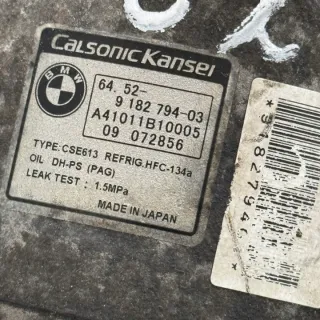 CalsonicKansei
BMW
64. 52-
9 182 794-03
A41011B10005
09 072856
TYPE: CSE613 REFRIG.HFC-134a
OIL DH-PS (PAG)
LEAK TEST : 1.5MPa
MADE IN JAPAN